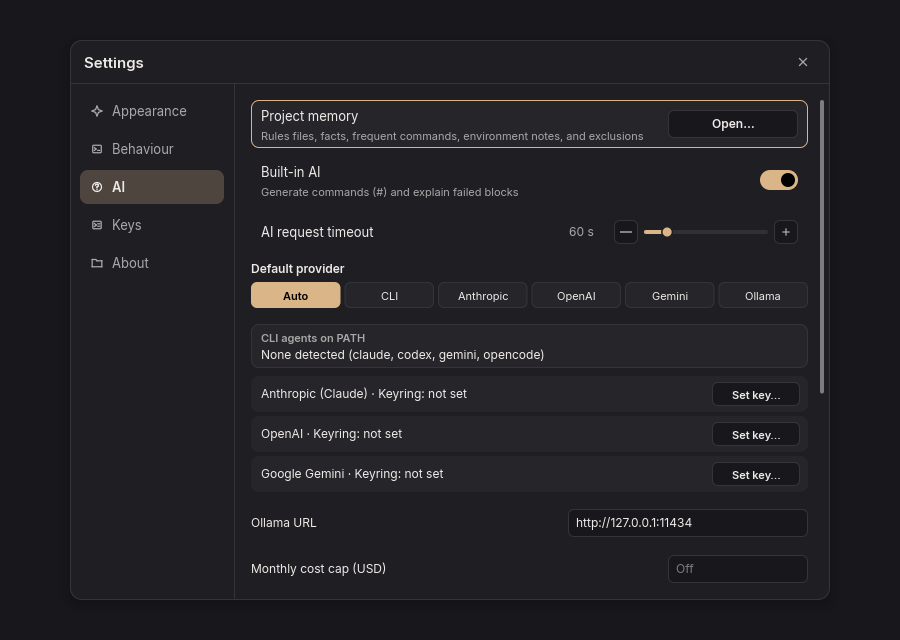 Settings
Appearance
Behaviour
AI
Keys
About
Project memory
Rules files, facts, frequent commands, environment notes, and exclusions
Open...
Built-in AI
Generate commands (#) and explain failed blocks
AI request timeout
60 s
Default provider
Auto
CLI
Anthropic
OpenAI
Gemini
Ollama
CLI agents on PATH
None detected (claude, codex, gemini, opencode)
Anthropic (Claude) · Keyring: not set
Set key...
OpenAI · Keyring: not set
Set key...
Google Gemini · Keyring: not set
Set key...
Ollama URL
http://127.0.0.1:11434
Monthly cost cap (USD)
Off